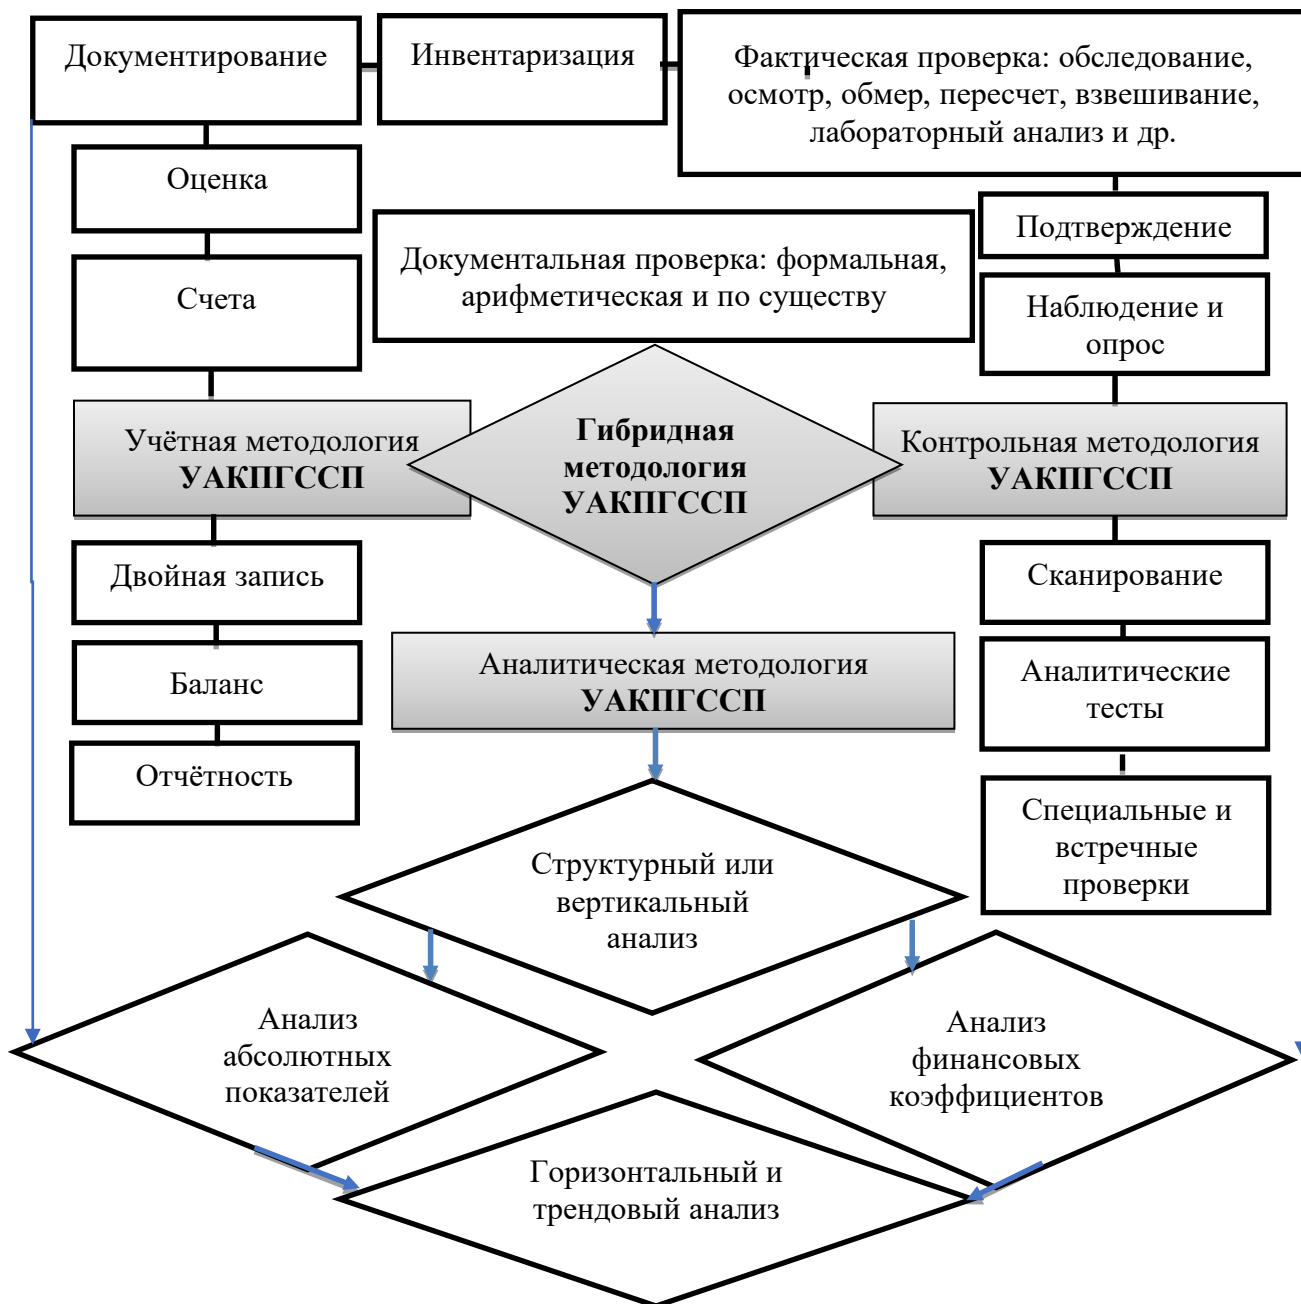 Документирование
Инвентаризация
Фактическая проверка: обследование,
осмотр, обмер, пересчет, взвешивание,
лабораторный анализ и др.
Оценка
Подтверждение
Документальная проверка: формальная,
арифметическая и по существу
Счета
Наблюдение и
опрос
Учётная методология
УАКПГССП
Гибридная
методология
УАКПГССП
Контрольная методология
УАКПГССП
Двойная запись
Сканирование
Аналитическая методология
УАКПГССП
Баланс
Аналитические
тесты
Отчётность
Специальные и
встречные
проверки
Структурный или
вертикальный
анализ
Анализ
абсолютных
показателей
Анализ
финансовых
коэффициентов
Горизонтальный и
трендовый анализ